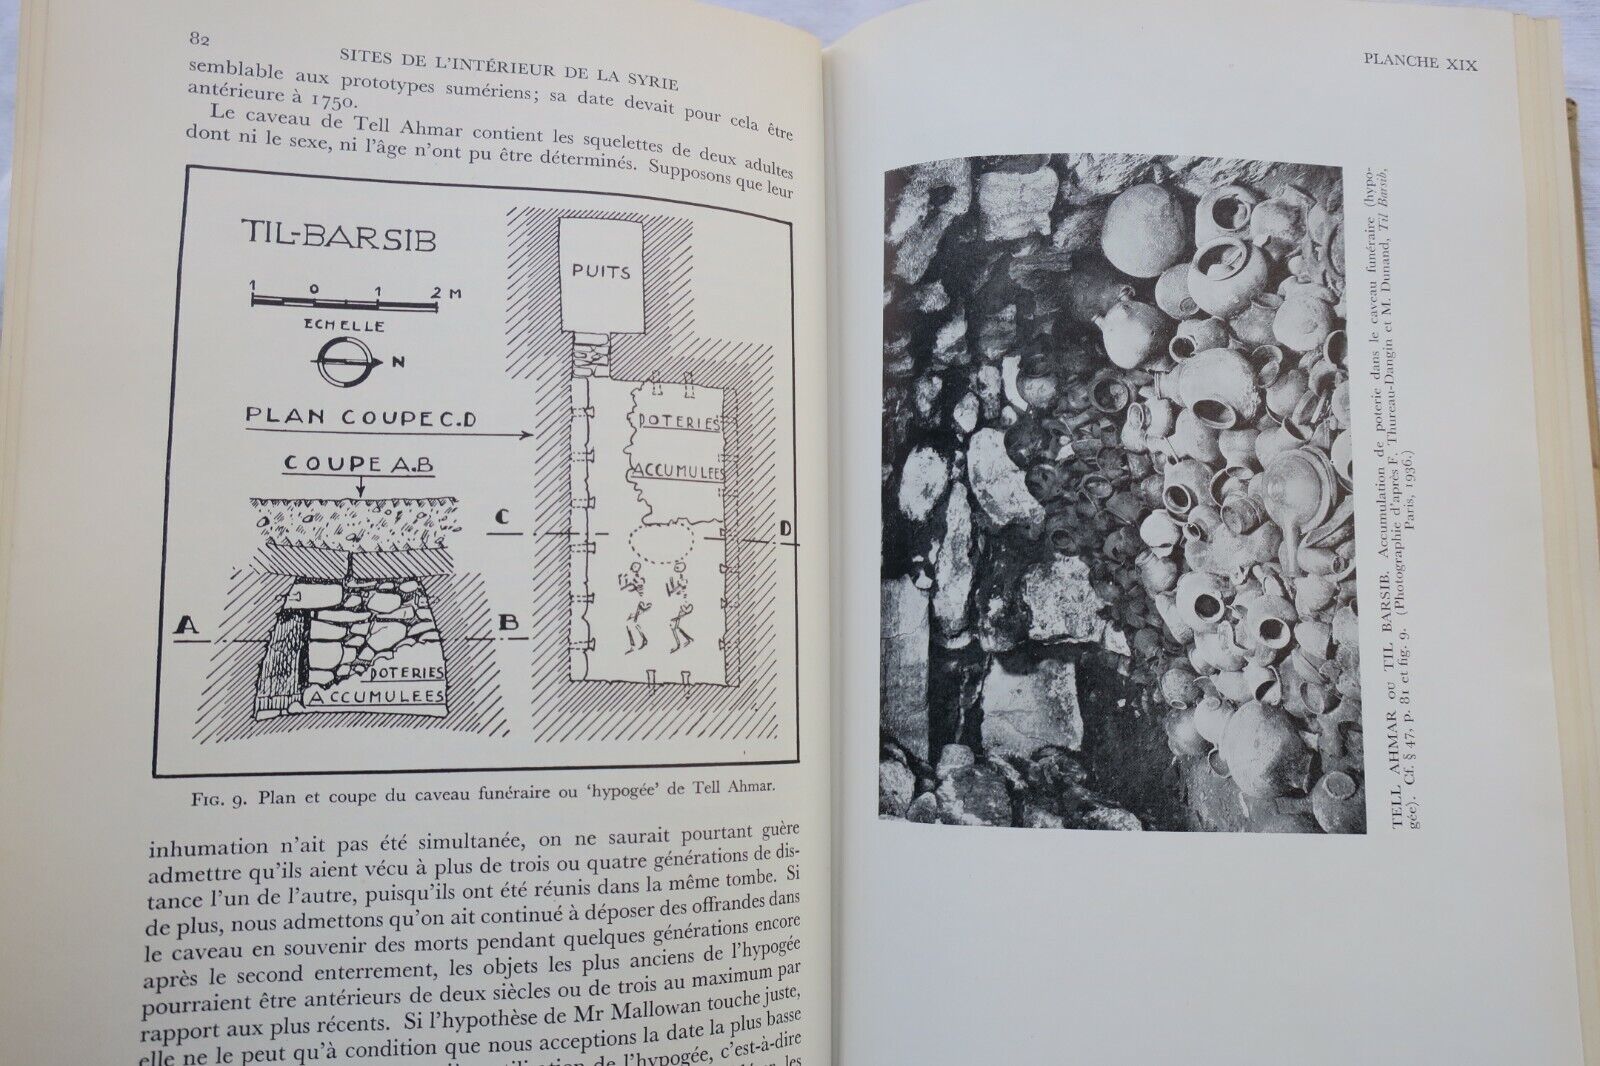 82
SITES DE L'INTÉRIEUR DE LA SYRIE
semblable aux prototypes sumériens; sa date devait pour cela être
antérieure à 1750.
Le caveau de Tell Ahmar contient les squelettes de deux adultes
dont ni le sexe, ni l'âge n'ont pu être déterminés. Supposons que leur
TIL-BARSIB
1 0 1 2 M
ECHELLE
N
PLAN COUPE C.D
COUPE A.B
A
B
POTERIES
ACCUMULEES
PUITS
POTERIES
ACCUMULEES
C
D
FIG. 9. Plan et coupe du caveau funéraire ou 'hypogée' de Tell Ahmar.
inhumation n'ait pas été simultanée, on ne saurait pourtant guère
admettre qu'ils aient vécu à plus de trois ou quatre générations de dis-
tance l'un de l'autre, puisqu'ils ont été réunis dans la même tombe. Si
de plus, nous admettons qu'on ait continué à déposer des offrandes dans
le caveau en souvenir des morts pendant quelques générations encore
après le second enterrement, les objets les plus anciens de l'hypogée
pourraient être antérieurs de deux siècles ou de trois au maximum par
rapport aux plus récents. Si l'hypothèse de Mr Mallowan touche juste,
elle ne le peut qu'à condition que nous acceptions la date la plus basse
de l'hypogée, c'est-à-dire
les
PLANCHE XIX
TELL AHMAR OU TIL BARSIB. Accumulation de poterie dans le caveau funéraire (hypo-
gée). Cf. § 47, p. 81 et fig. 9. (Photographie d'après F. Thureau-Dangin et M. Dunand, Til Barsib,
Paris, 1936.)